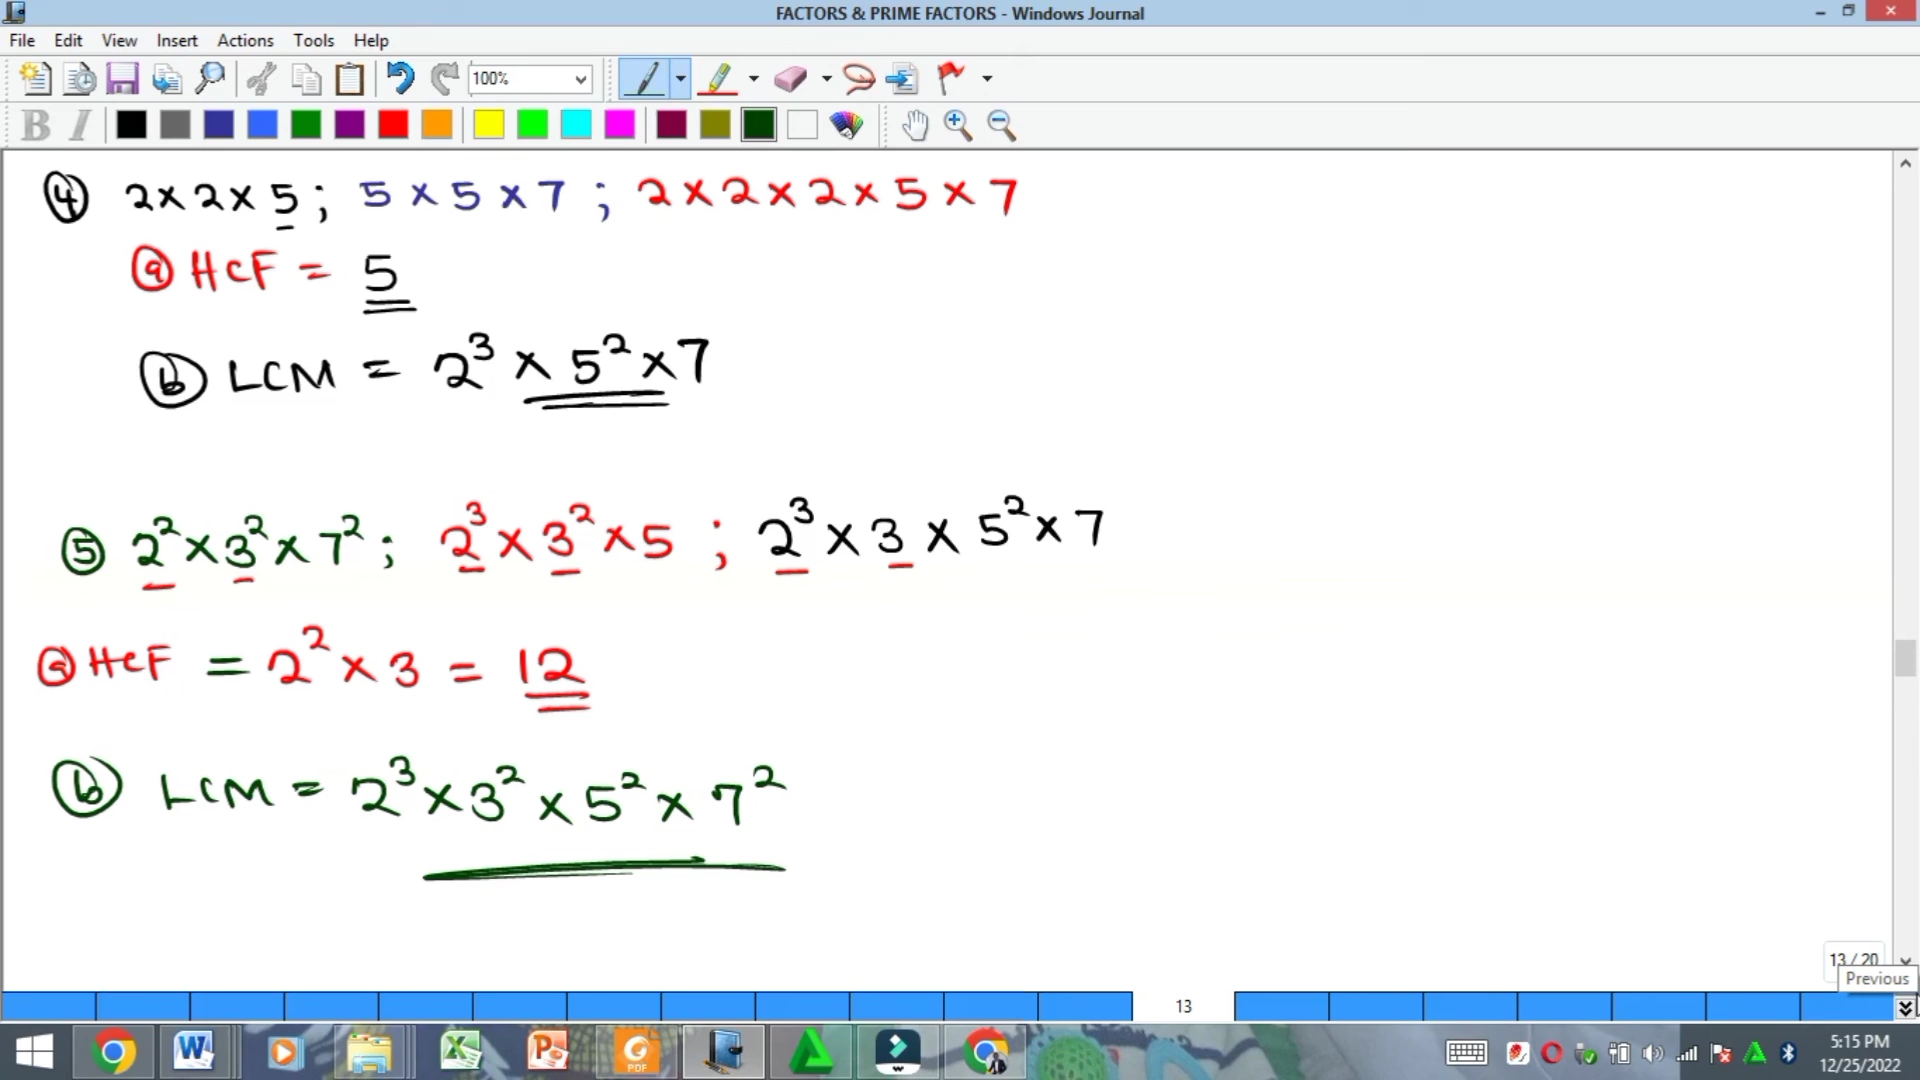 FACTORS & PRIME FACTORS - Windows Journal
File Edit View Insert Actions Tools Help
100%
B I
④ 2×2×5; 5×5×7; 2×2×2×5×7
ⓐ HCF = 5
ⓑ LCM = 2³ × 5² × 7
⑤ 2² × 3² × 7²; 2³ × 3² × 5; 2³ × 3 × 5² × 7
ⓐ HCF = 2² × 3 = 12
ⓑ LCM = 2³ × 3² × 5² × 7²
13 / 20
Previous
13
5:15 PM
12/25/2022